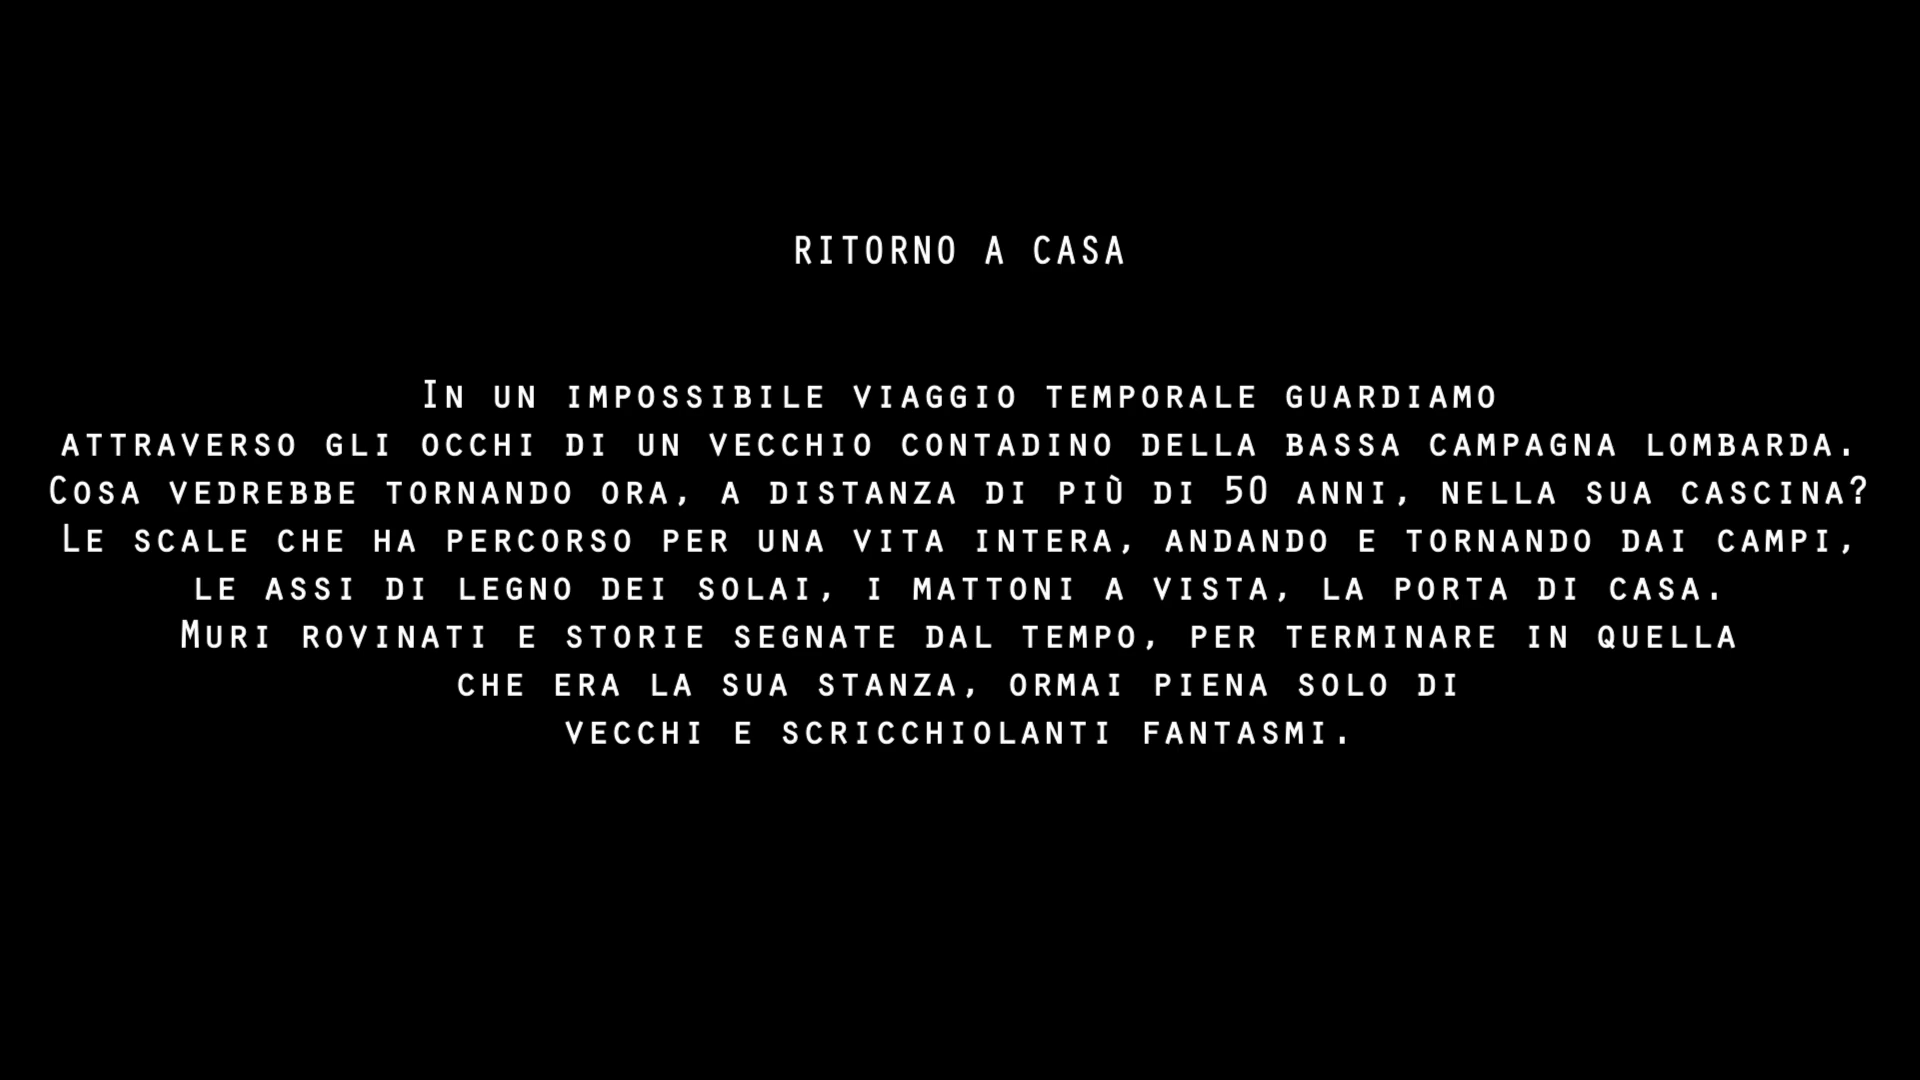 RITORNO A CASA
In un impossibile viaggio temporale guardiamo
attraverso gli occhi di un vecchio contadino della bassa campagna lombarda.
Cosa vedrebbe tornando ora, a distanza di più di 50 anni, nella sua cascina?
Le scale che ha percorso per una vita intera, andando e tornando dai campi,
le assi di legno dei solai, i mattoni a vista, la porta di casa.
Muri rovinati e storie segnate dal tempo, per terminare in quella
che era la sua stanza, ormai piena solo di
vecchi e scricchiolanti fantasmi.